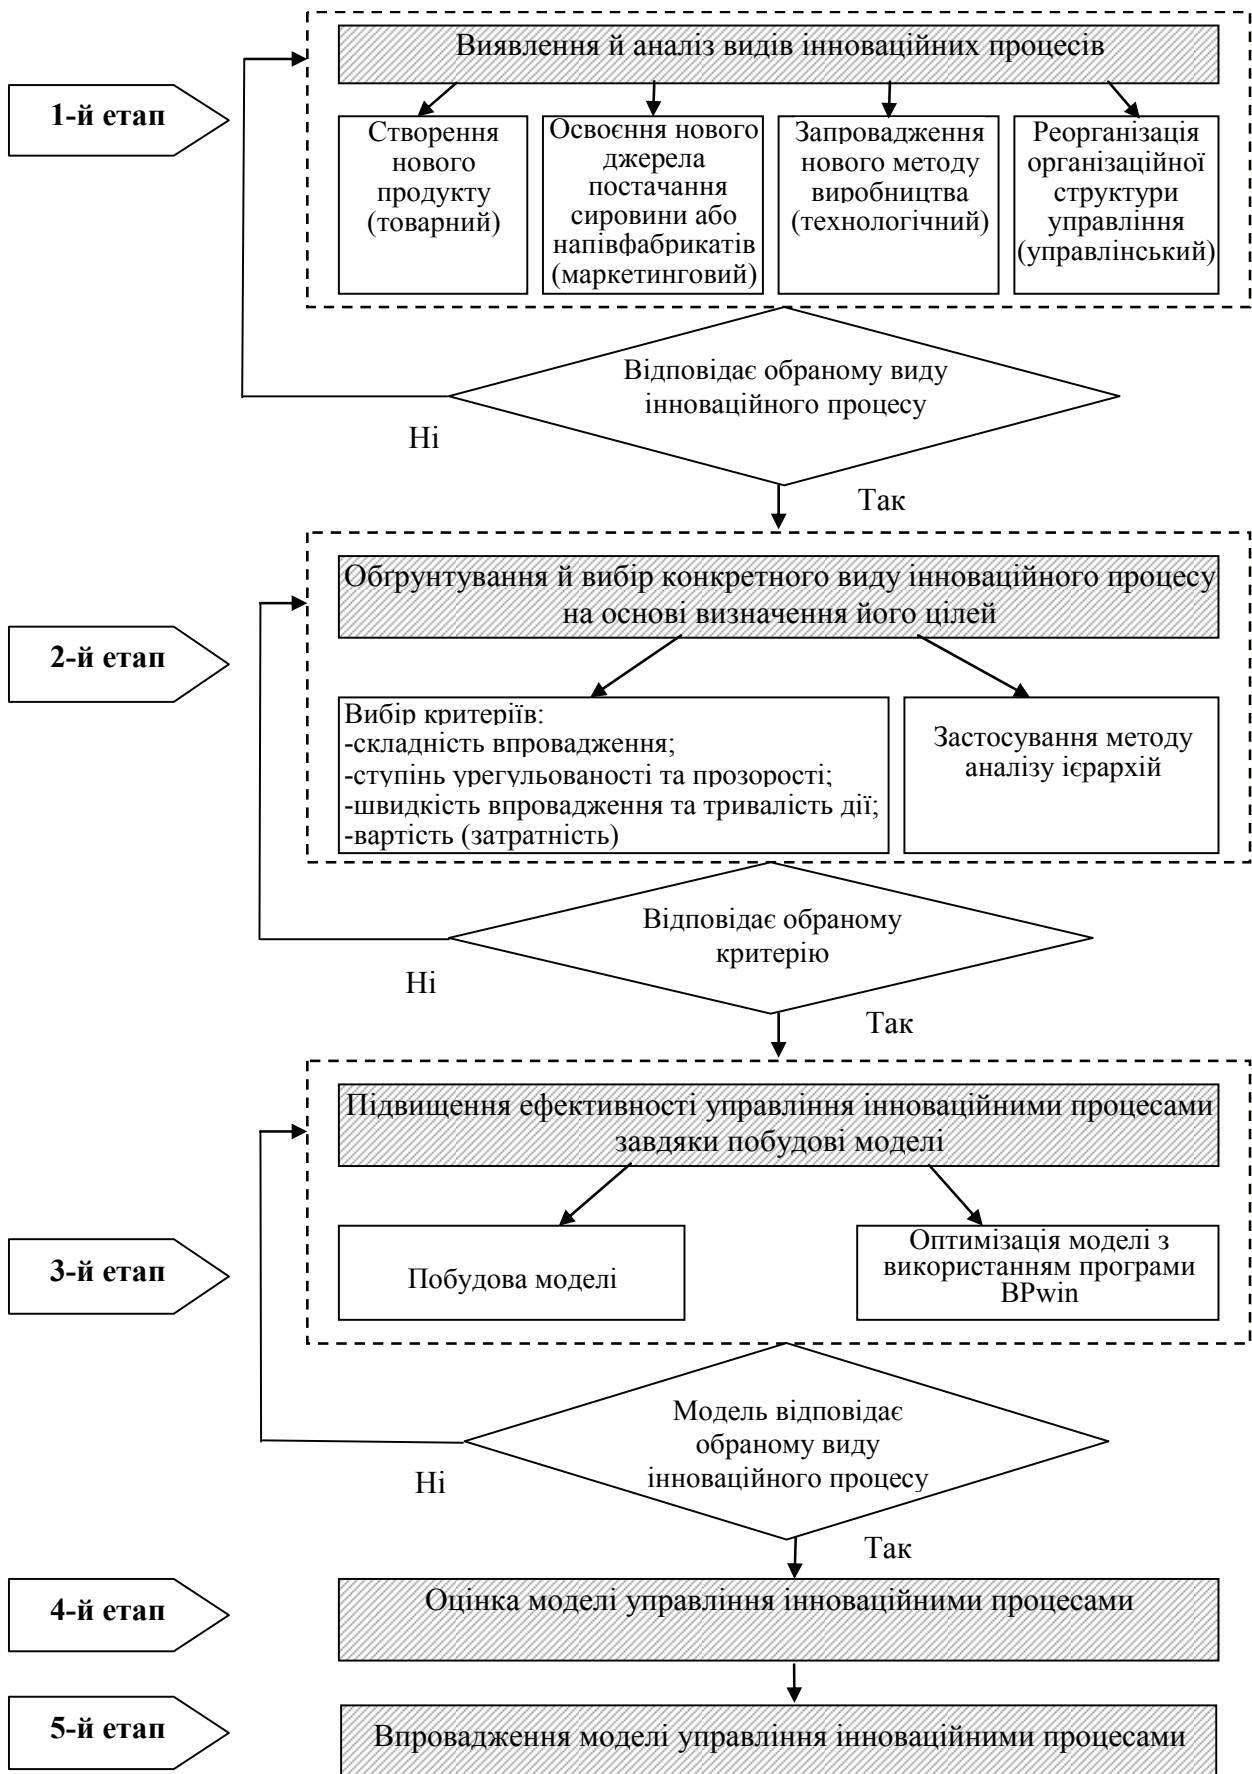 Виявлення й аналіз видів інноваційних процесів
1-й етап
Створення
нового
продукту
(товарний)
Освоєння нового
джерела
постачання
сировини або
напівфабрикатів
(маркетинговий)
Запровадження
нового методу
виробництва
(технологічний)
Реорганізація
організаційної
структури
управління
(управлінський)
Відповідає обраному виду
інноваційного процесу
Ні
Так
Обґрунтування й вибір конкретного виду інноваційного процесу
на основі визначення його цілей
2-й етап
Вибір критеріїв:
-складність впровадження;
-ступінь урегульованості та прозорості;
-швидкість впровадження та тривалість дії;
-вартість (затратність)
Застосування методу
аналізу ієрархій
Відповідає обраному
критерію
Ні
Так
Підвищення ефективності управління інноваційними процесами
завдяки побудові моделі
3-й етап
Побудова моделі
Оптимізація моделі з
використанням програми
BPwin
Модель відповідає
обраному виду
інноваційного процесу
Ні
Так
4-й етап
Оцінка моделі управління інноваційними процесами
5-й етап
Впровадження моделі управління інноваційними процесами